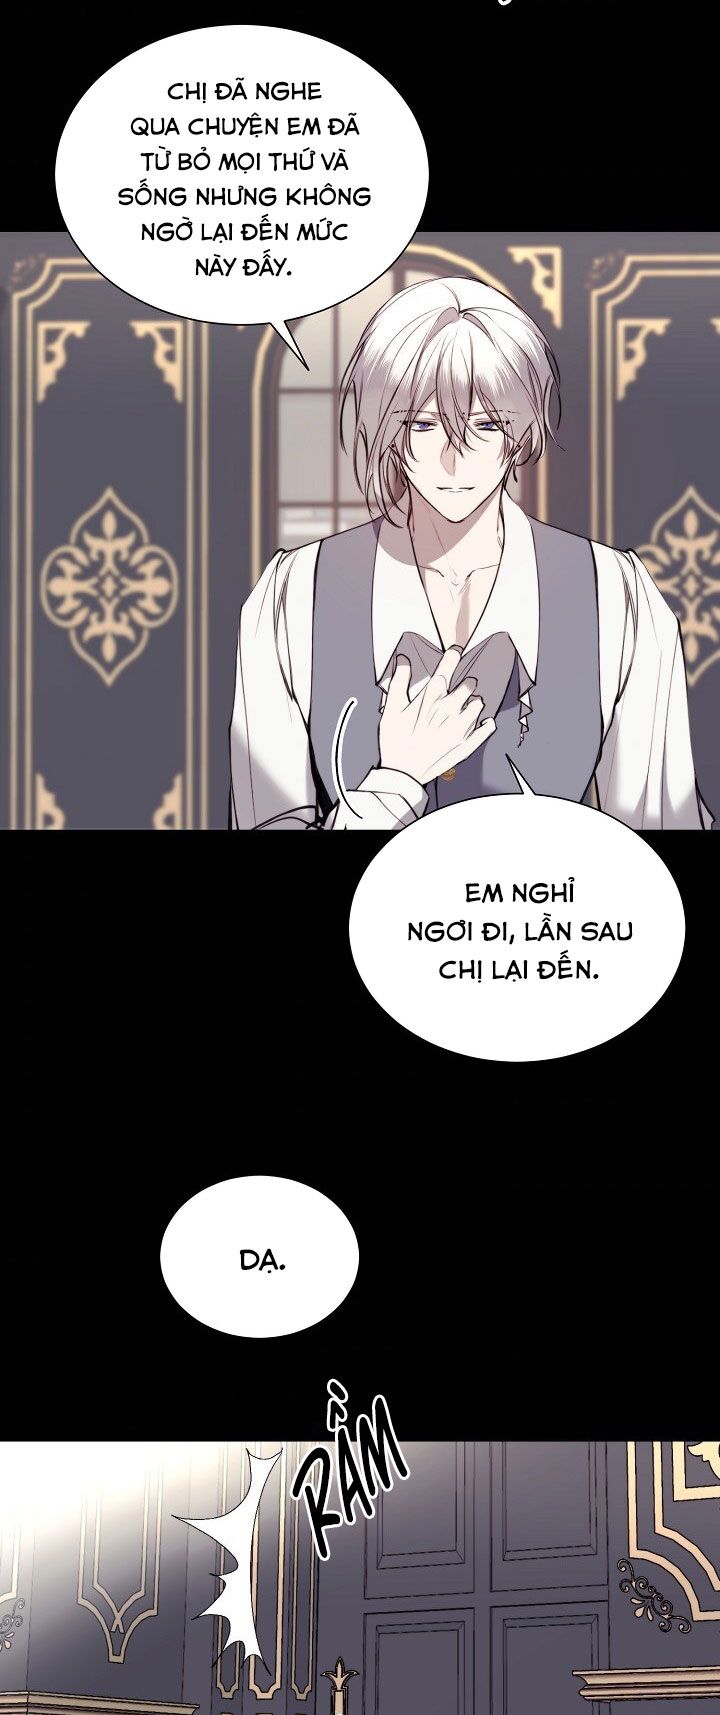 CHỊ ĐÃ NGHE
QUA CHUYỆN EM ĐÃ
TỪ BỎ MỌI THỨ VÀ
SỐNG NHƯNG KHÔNG
NGỜ LẠI ĐẾN MỨC
NÀY ĐẤY.
EM NGHỈ
NGƠI ĐI, LẦN SAU
CHỊ LẠI ĐẾN.
DẠ.
RẦM